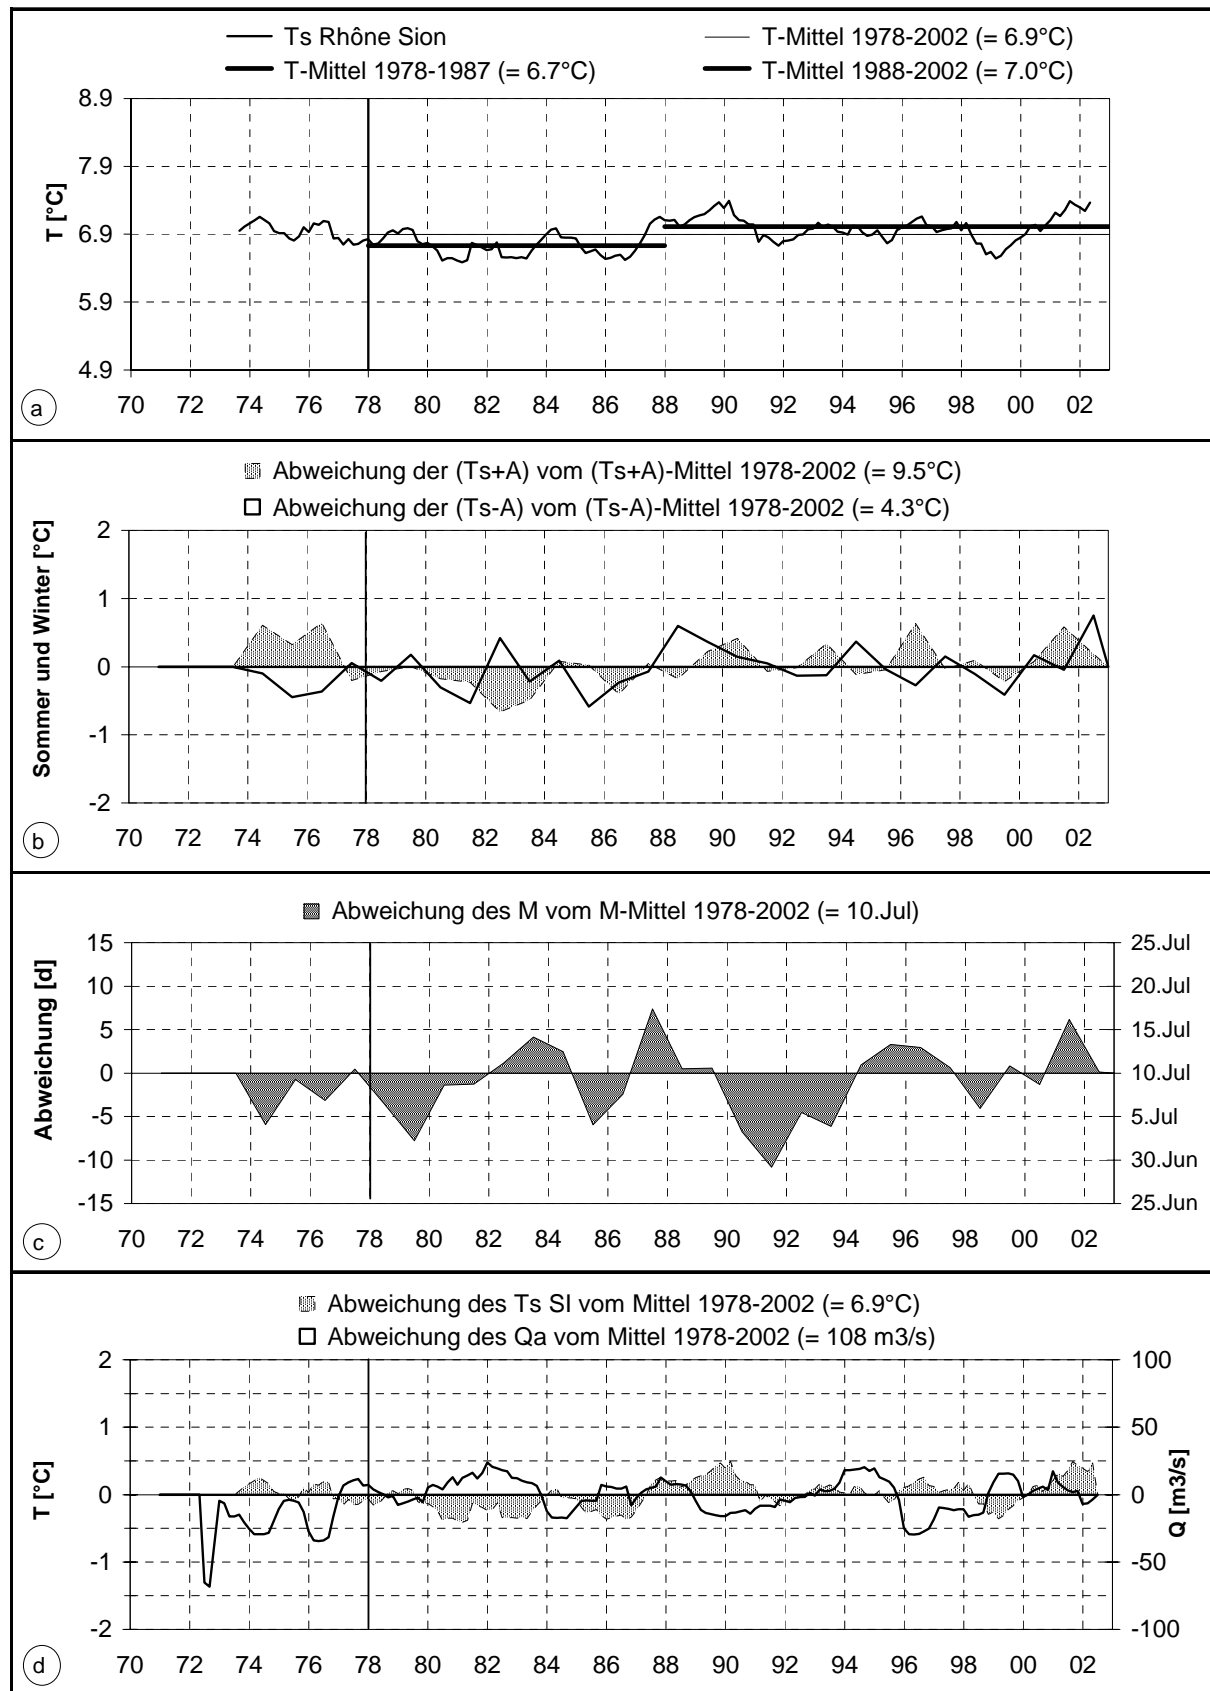 Ts Rhône Sion
T-Mittel 1978-2002 (= 6.9°C)
T-Mittel 1978-1987 (= 6.7°C)
T-Mittel 1988-2002 (= 7.0°C)
8.9
7.9
6.9
5.9
4.9
T [°C]
70 72 74 76 78 80 82 84 86 88 90 92 94 96 98 00 02
a
Abweichung der (Ts+A) vom (Ts+A)-Mittel 1978-2002 (= 9.5°C)
Abweichung der (Ts-A) vom (Ts-A)-Mittel 1978-2002 (= 4.3°C)
2
1
0
-1
-2
Sommer und Winter [°C]
70 72 74 76 78 80 82 84 86 88 90 92 94 96 98 00 02
b
Abweichung des M vom M-Mittel 1978-2002 (= 10.Jul)
15
10
5
0
-5
-10
-15
Abweichung [d]
25.Jul
20.Jul
15.Jul
10.Jul
5.Jul
30.Jun
25.Jun
70 72 74 76 78 80 82 84 86 88 90 92 94 96 98 00 02
c
Abweichung des Ts SI vom Mittel 1978-2002 (= 6.9°C)
Abweichung des Qa vom Mittel 1978-2002 (= 108 m3/s)
2
1
0
-1
-2
T [°C]
100
50
0
-50
-100
Q [m3/s]
70 72 74 76 78 80 82 84 86 88 90 92 94 96 98 00 02
d